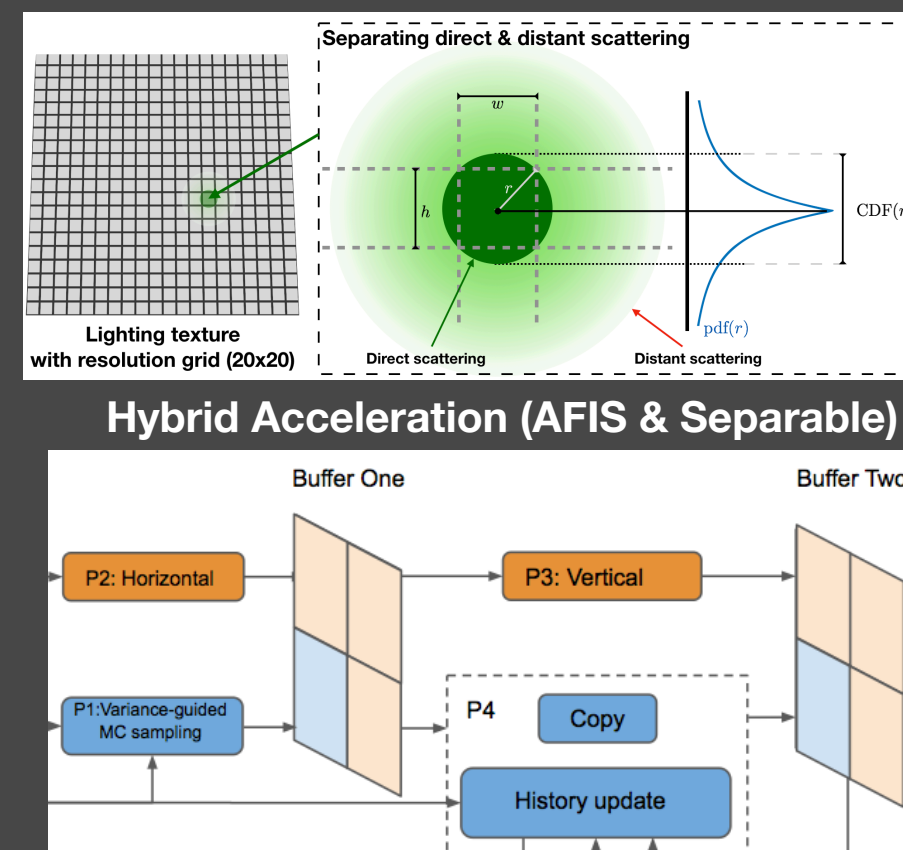 Separating direct & distant scattering
w
r
h
CDF(r
pdf(r)
Direct scattering
Distant scattering
Lighting texture
with resolution grid (20x20)
Hybrid Acceleration (AFIS & Separable)
Buffer One
Buffer Two
P2: Horizontal
P3: Vertical
P1:Variance-guided
MC sampling
P4
Copy
History update